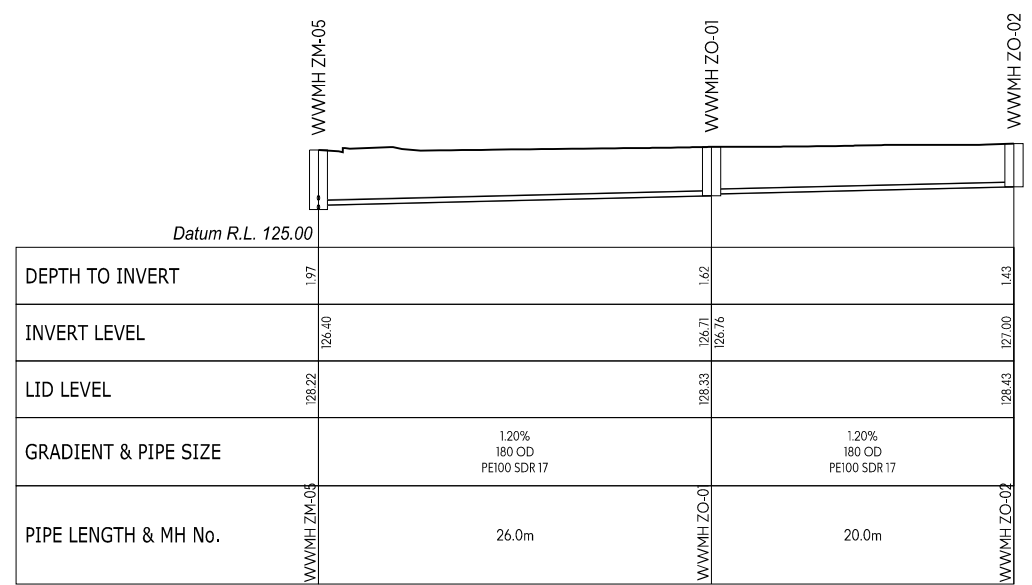 WWMH ZM-05
WWMH ZO-01
WWMH ZO-02
Datum R.L. 125.00
DEPTH TO INVERT
1.97
1.62
1.43
INVERT LEVEL
126.40
126.71
126.76
127.00
LID LEVEL
128.22
128.33
128.43
GRADIENT & PIPE SIZE
1.20%
180 OD
PE100 SDR 17
1.20%
180 OD
PE100 SDR 17
PIPE LENGTH & MH No.
WWMH ZM-05
26.0m
WWMH ZO-01
20.0m
WWMH ZO-02